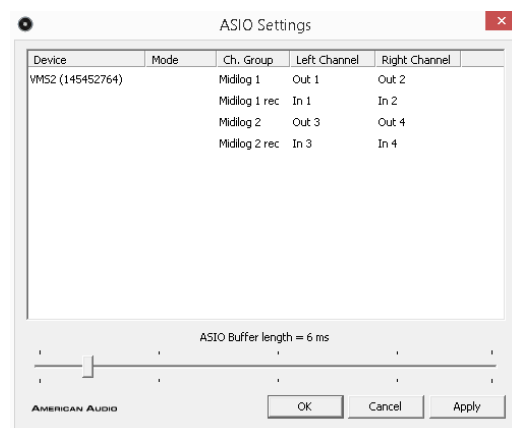 ASIO Settings
Device Mode Ch. Group Left Channel Right Channel
VMS2 (145452764) Midilog 1 Out 1 Out 2
Midilog 1 rec In 1 In 2
Midilog 2 Out 3 Out 4
Midilog 2 rec In 3 In 4
ASIO Buffer length = 6 ms
AMERICAN AUDIO OK Cancel Apply